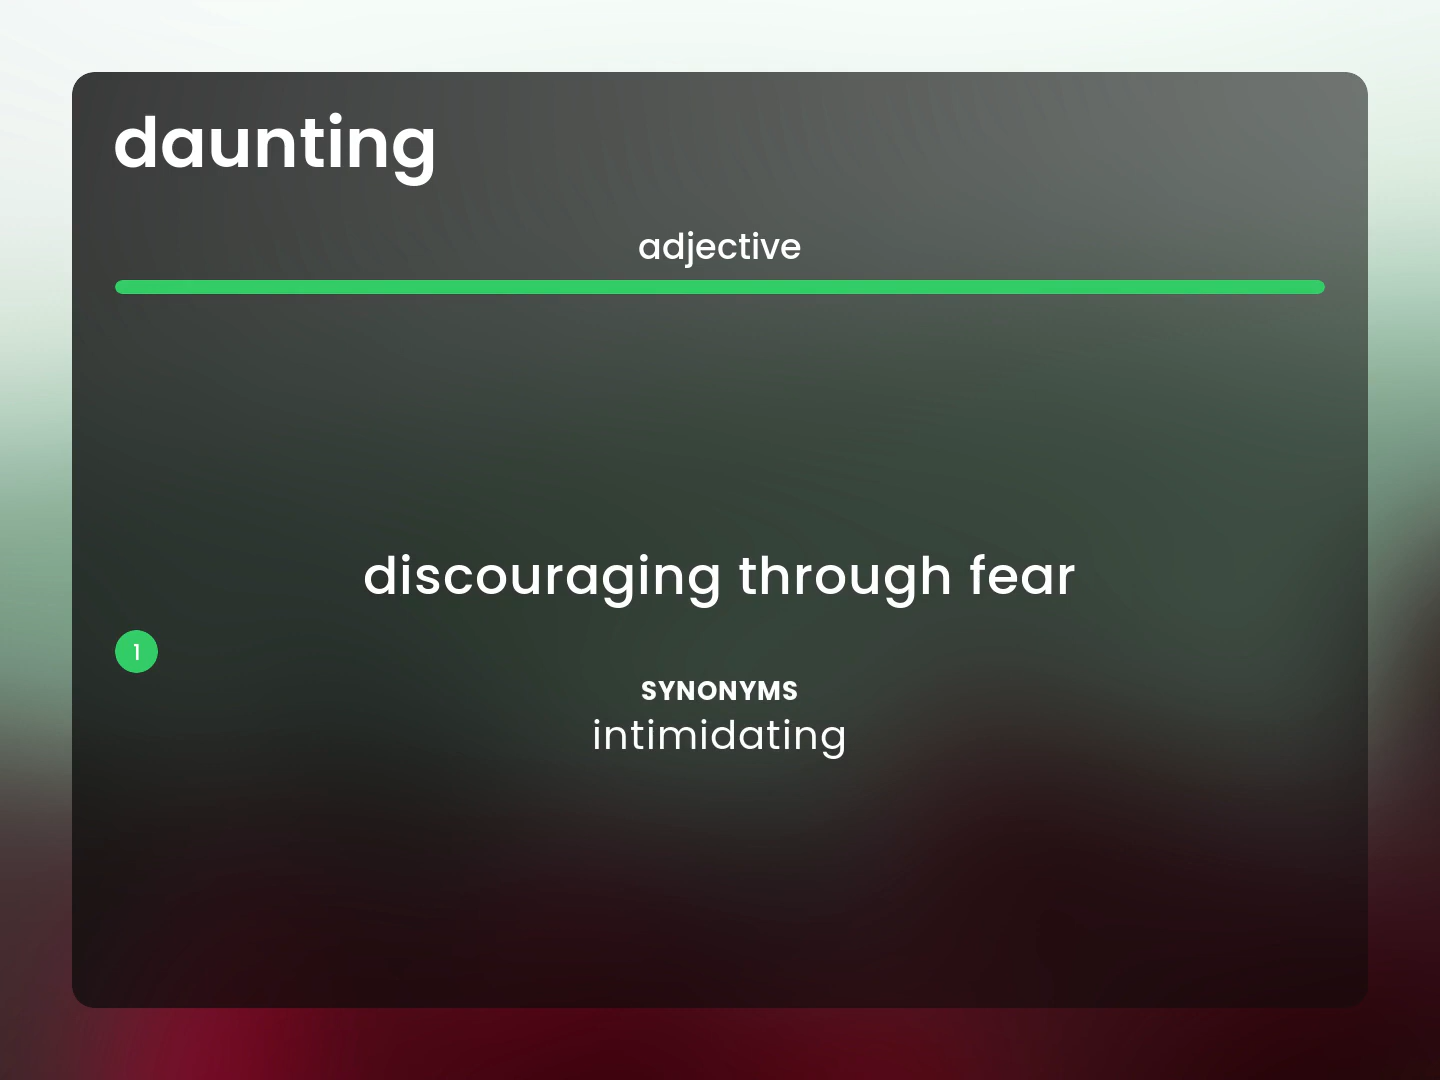 daunting
adjective
discouraging through fear
1
SYNONYMS
intimidating